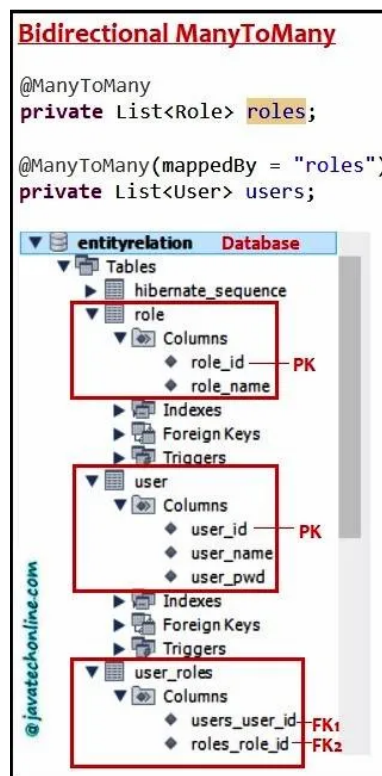 Bidirectional ManyToMany
@ManyToMany
private List<Role> roles;
@ManyToMany(mappedBy = "roles")
private List<User> users;
entityrelation Database
Tables
hibernate_sequence
role
Columns
role_id PK
role_name
Indexes
Foreign Keys
Triggers
user
Columns
user_id PK
user_name
user_pwd
Indexes
Foreign Keys
Triggers
user_roles
Columns
users_user_id FK1
roles_role_id FK2
@javatechonline.com